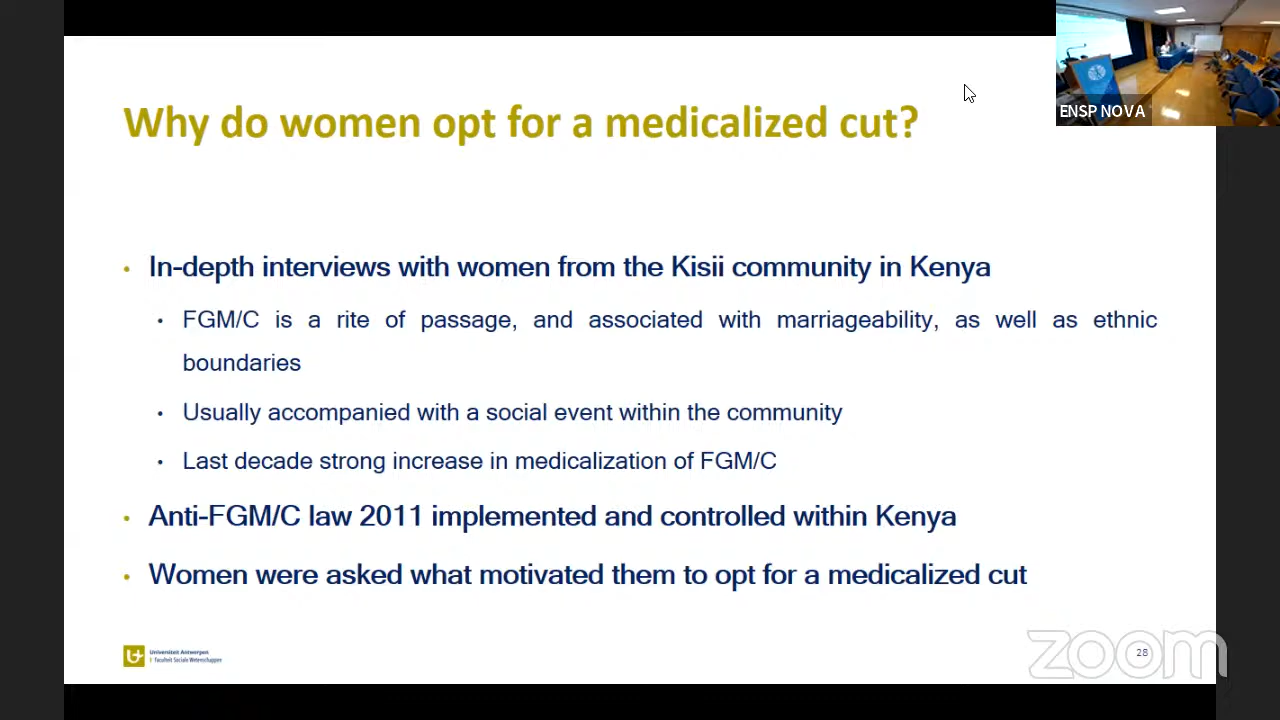 ENSP NOVA
Why do women opt for a medicalized cut?
• In-depth interviews with women from the Kisii community in Kenya
• FGM/C is a rite of passage, and associated with marriageability, as well as ethnic
boundaries
• Usually accompanied with a social event within the community
• Last decade strong increase in medicalization of FGM/C
• Anti-FGM/C law 2011 implemented and controlled within Kenya
• Women were asked what motivated them to opt for a medicalized cut
Universiteit Antwerpen
| Faculteit Sociale Wetenschappen
zoom
28